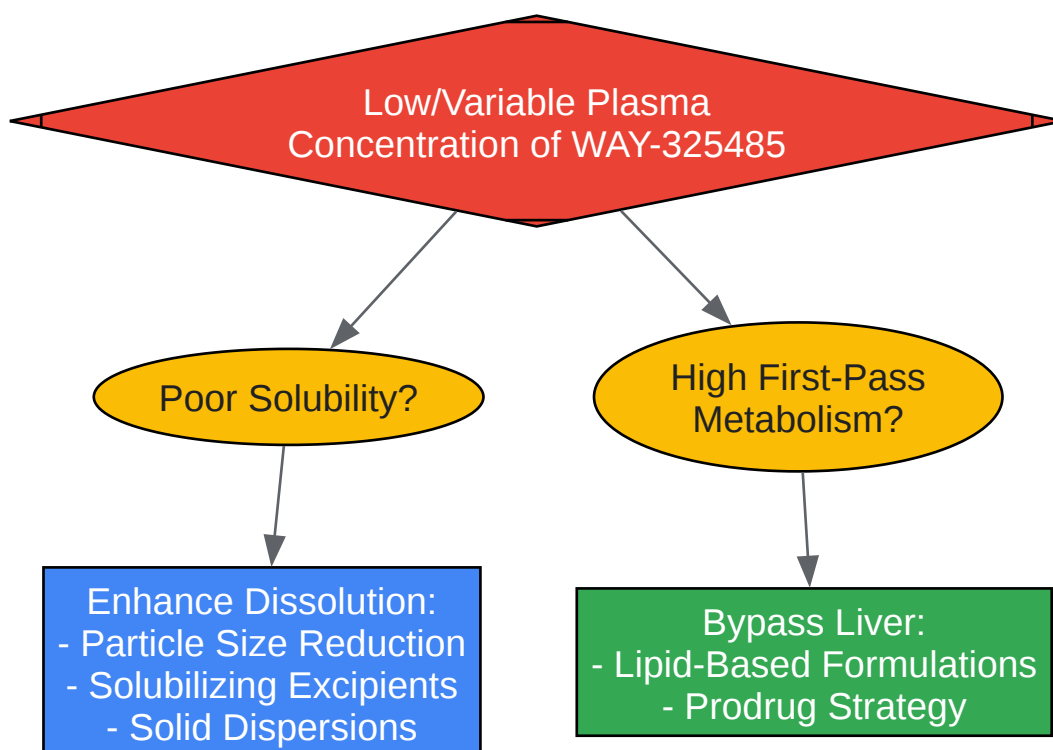 Low/Variable Plasma
Concentration of WAY-325485
Poor Solubility?
High First-Pass
Metabolism?
Enhance Dissolution:
- Particle Size Reduction
- Solubilizing Excipients
- Solid Dispersions
Bypass Liver:
- Lipid-Based Formulations
- Prodrug Strategy